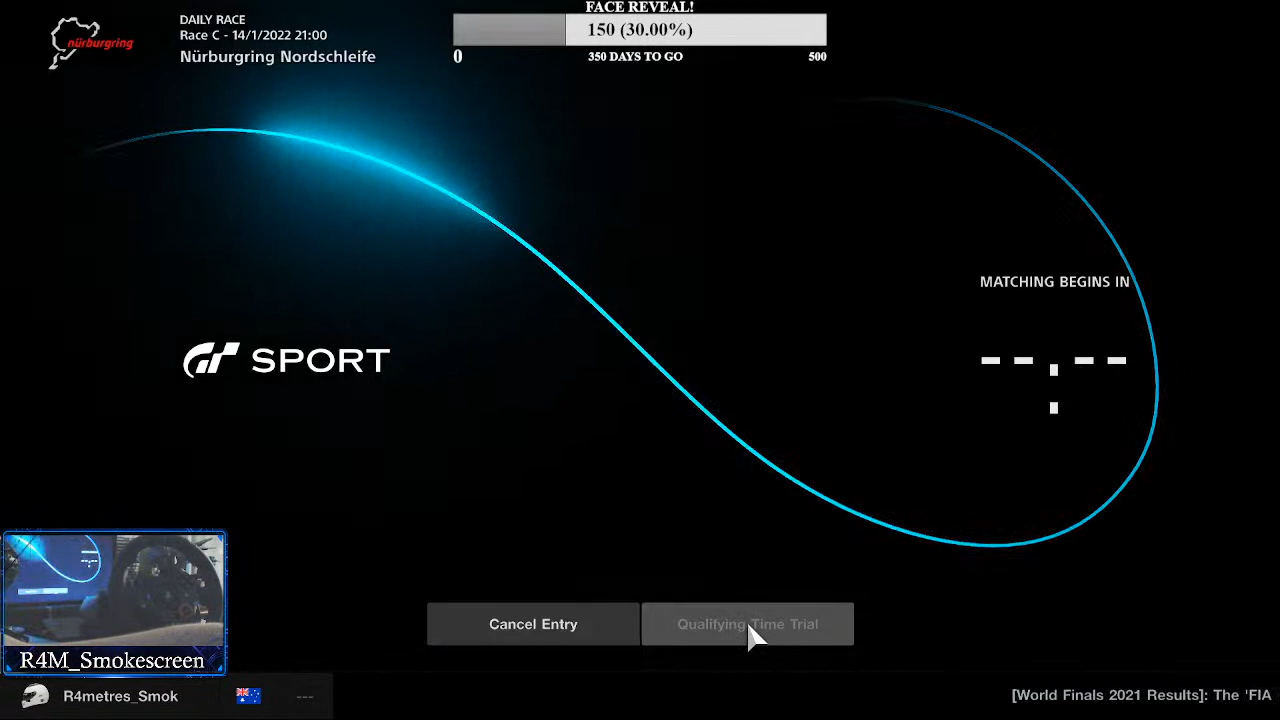 FACE REVEAL!
150 (30.00%)
0
350 DAYS TO GO
500
nürburgring
DAILY RACE
Race C - 14/1/2022 21:00
Nürburgring Nordschleife
MATCHING BEGINS IN
-- : --
GT SPORT
Cancel Entry
Qualifying Time Trial
R4M_Smokescreen
R4metres_Smok
---
[World Finals 2021 Results]: The 'FIA